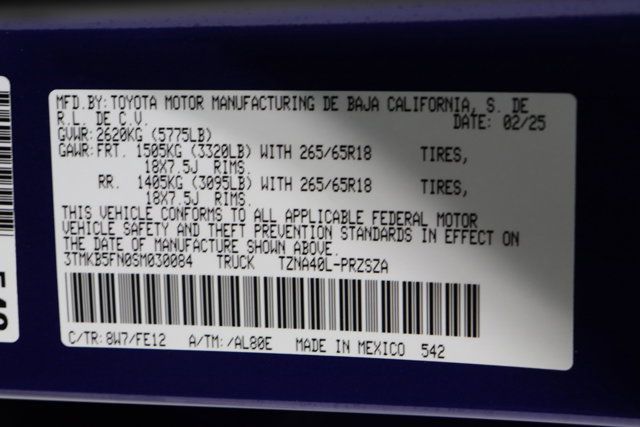 MFD.BY: TOYOTA MOTOR MANUFACTURING DE BAJA CALIFORNIA, S. DE
R.L. DE C.V. DATE: 02/25
GVWR: 2620KG (5775LB)
GAWR: FRT. 1505KG (3320LB) WITH 265/65R18 TIRES,
18X7.5J RIMS.
RR. 1405KG (3095LB) WITH 265/65R18 TIRES,
18X7.5J RIMS.
THIS VEHICLE CONFORMS TO ALL APPLICABLE FEDERAL MOTOR
VEHICLE SAFETY AND THEFT PREVENTION STANDARDS IN EFFECT ON
THE DATE OF MANUFACTURE SHOWN ABOVE.
3TMKB5FN0SM030084 TRUCK TZNA40L-PRZSZA
C/TR: 8W7/FE12 A/TM: /AL80E MADE IN MEXICO 542